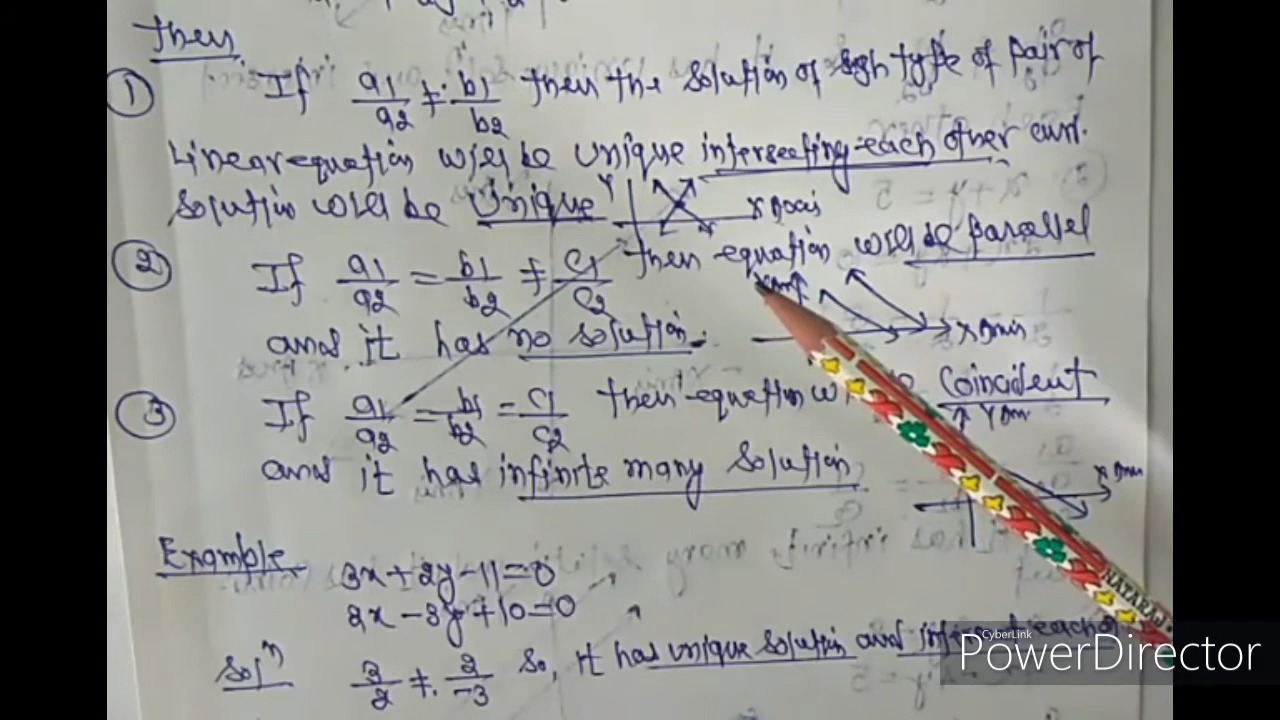 Then
① If a1/a2 ≠ b1/b2 then the solution of type of pair of
Linear equation will be unique intersecting each other
solution will be Unique Y X axis
② If a1/a2 = b1/b2 ≠ c1/c2 then equation will be parallel
and it has no solution. X axis
③ If a1/a2 = b1/b2 = c1/c2 then equation Coincident
and it has infinite many solution
Example 3x+2y-11=0
2x-3y+10=0
Solⁿ 3/2 ≠ 2/-3 So, it has unique solution and intersect each
NATARAJ
CyberLink
PowerDirector